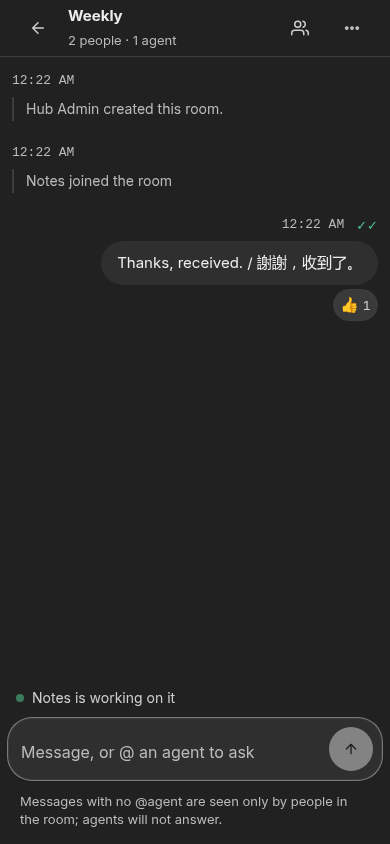 Weekly
2 people · 1 agent
12:22 AM
Hub Admin created this room.
12:22 AM
Notes joined the room
12:22 AM ✓✓
Thanks, received. / 謝謝，收到了。
👍 1
Notes is working on it
Message, or @ an agent to ask
Messages with no @agent are seen only by people in
the room; agents will not answer.